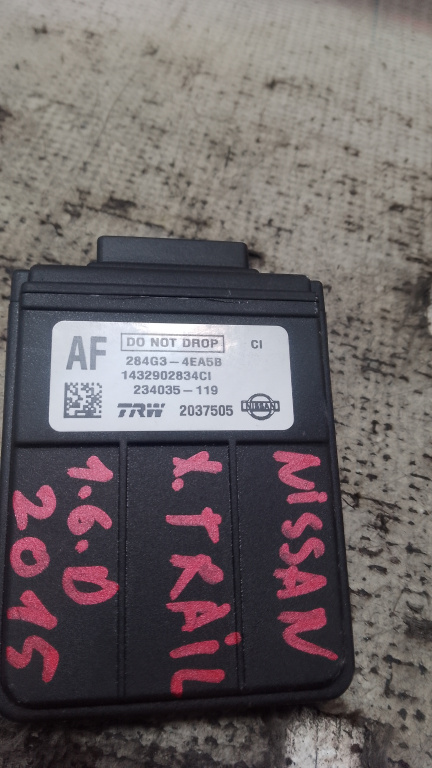 AF
DO NOT DROP CI
284G3-4EA5B
1432902834CI
234035-119
TRW 2037505 NISSAN
NiSSAN
X.TRAiL
1.6.D
2015